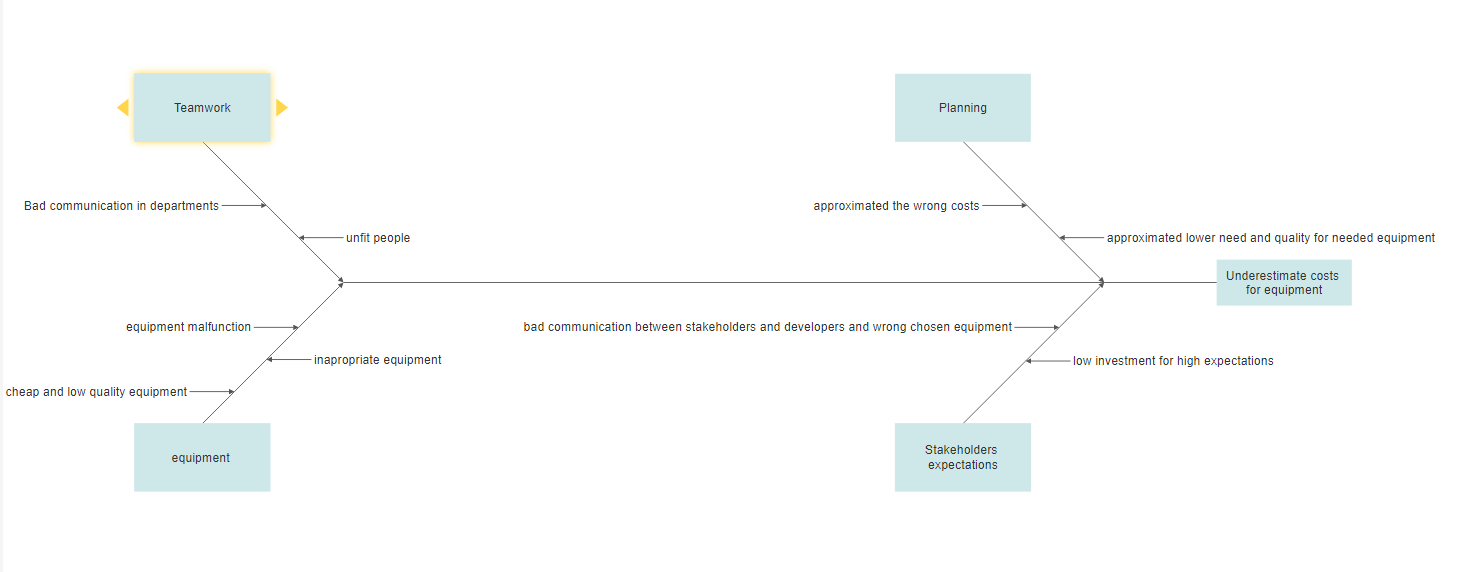 Teamwork
Planning
Bad communication in departments
approximated the wrong costs
unfit people
approximated lower need and quality for needed equipment
Underestimate costs
for equipment
equipment malfunction
bad communication between stakeholders and developers and wrong chosen equipment
inapropriate equipment
low investment for high expectations
cheap and low quality equipment
equipment
Stakeholders
expectations